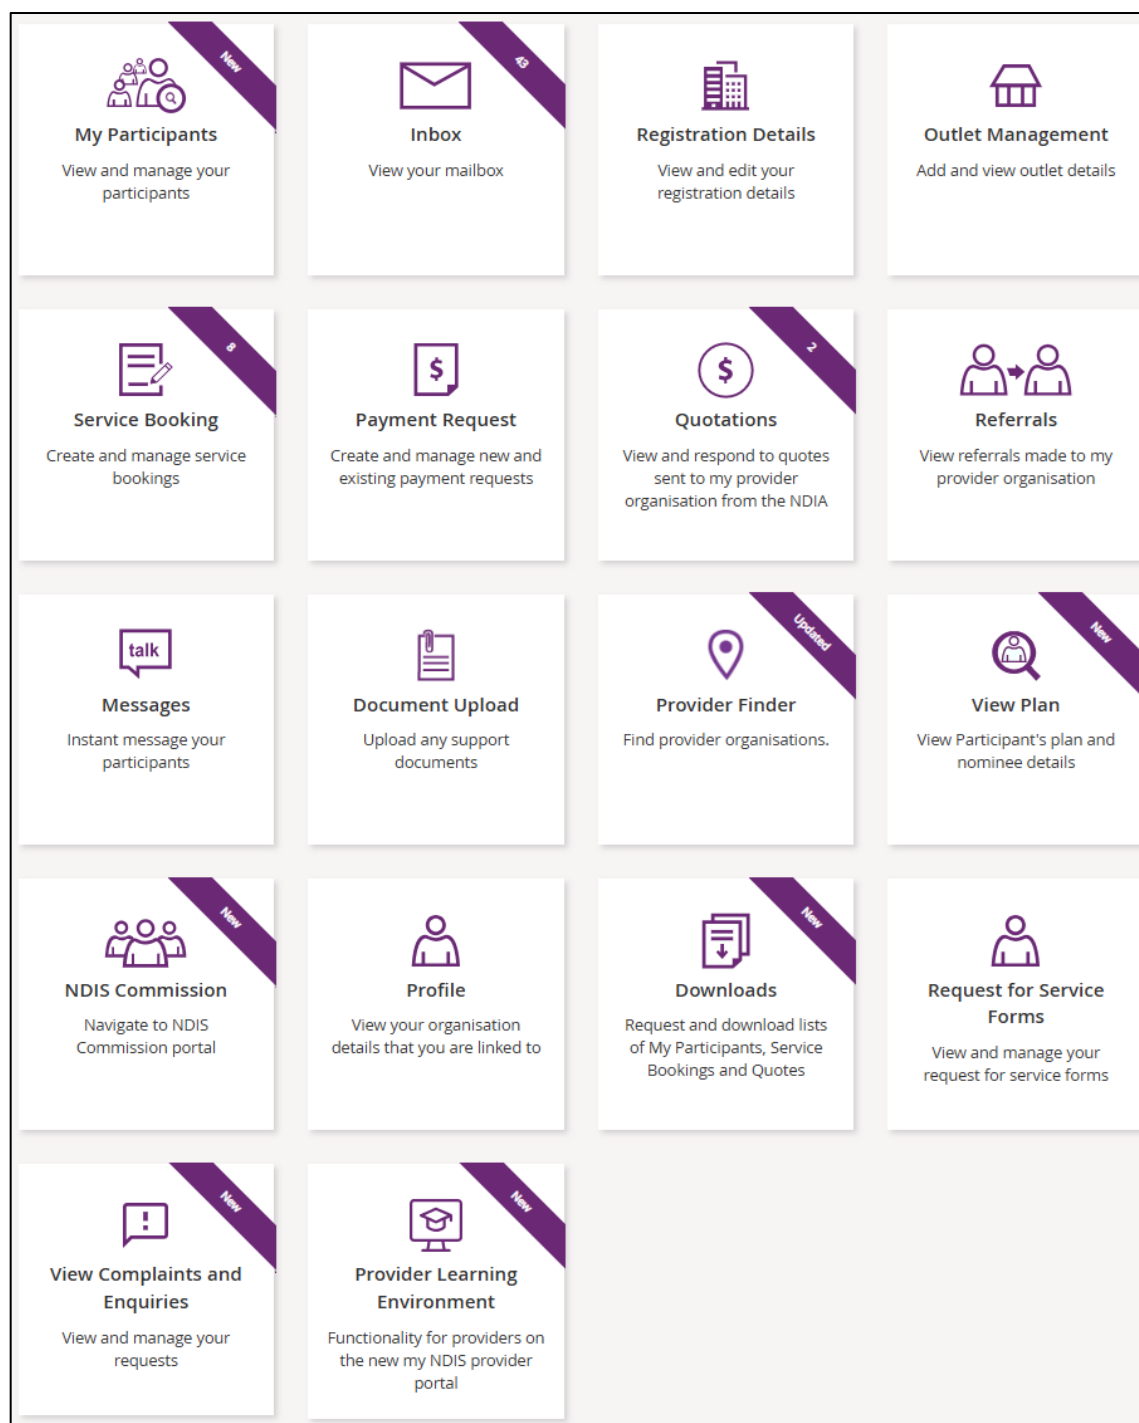 New
My Participants
View and manage your
participants
43
Inbox
View your mailbox
Registration Details
View and edit your
registration details
Outlet Management
Add and view outlet details
8
Service Booking
Create and manage service
bookings
$
Payment Request
Create and manage new and
existing payment requests
2
$
Quotations
View and respond to quotes
sent to my provider
organisation from the NDIA
Referrals
View referrals made to my
provider organisation
talk
Messages
Instant message your
participants
Document Upload
Upload any support
documents
Updated
Provider Finder
Find provider organisations.
New
View Plan
View Participant's plan and
nominee details
New
NDIS Commission
Navigate to NDIS
Commission portal
Profile
View your organisation
details that you are linked to
New
Downloads
Request and download lists
of My Participants, Service
Bookings and Quotes
Request for Service
Forms
View and manage your
request for service forms
New
!
View Complaints and
Enquiries
View and manage your
requests
New
Provider Learning
Environment
Functionality for providers on
the new my NDIS provider
portal